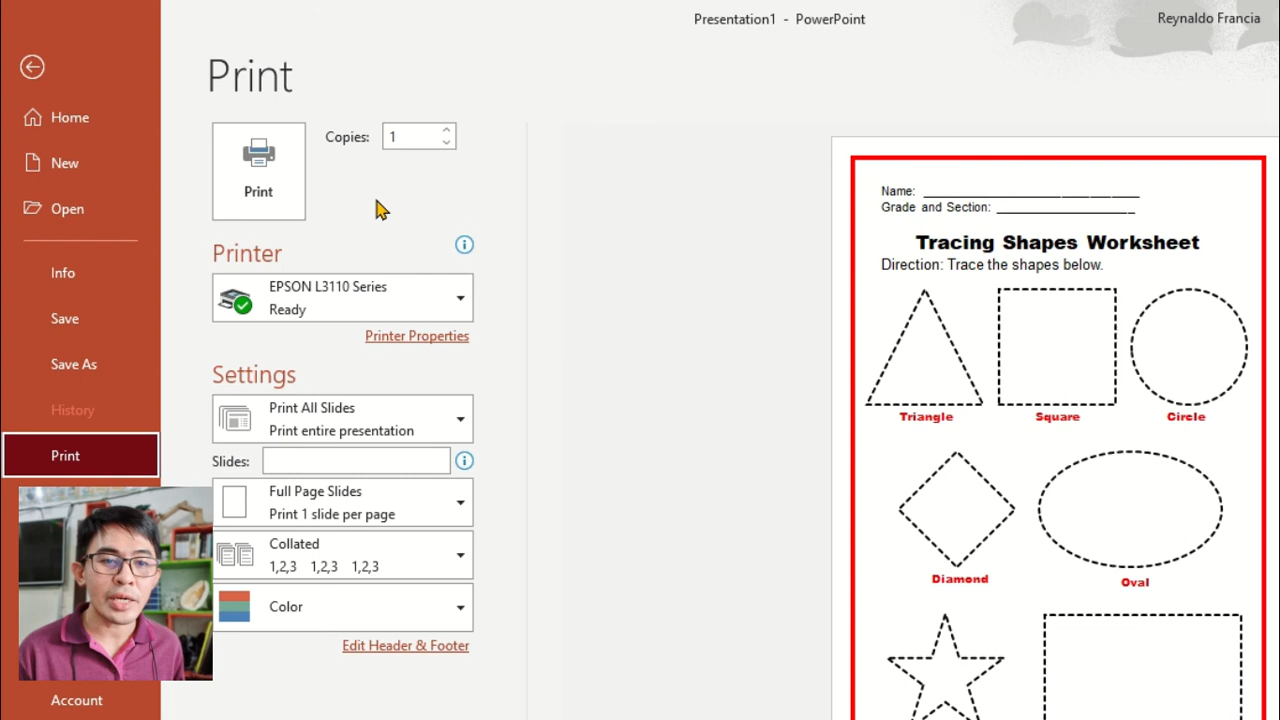 Presentation1 - PowerPoint
Reynaldo Francia
Home
New
Open
Info
Save
Save As
History
Print
Account
Print
Print
Copies: 1
Printer
EPSON L3110 Series
Ready
Printer Properties
Settings
Print All Slides
Print entire presentation
Slides:
Full Page Slides
Print 1 slide per page
Collated
1,2,3 1,2,3 1,2,3
Color
Edit Header & Footer
Name: ____________________
Grade and Section: ____________________
Tracing Shapes Worksheet
Direction: Trace the shapes below.
Triangle
Square
Circle
Diamond
Oval